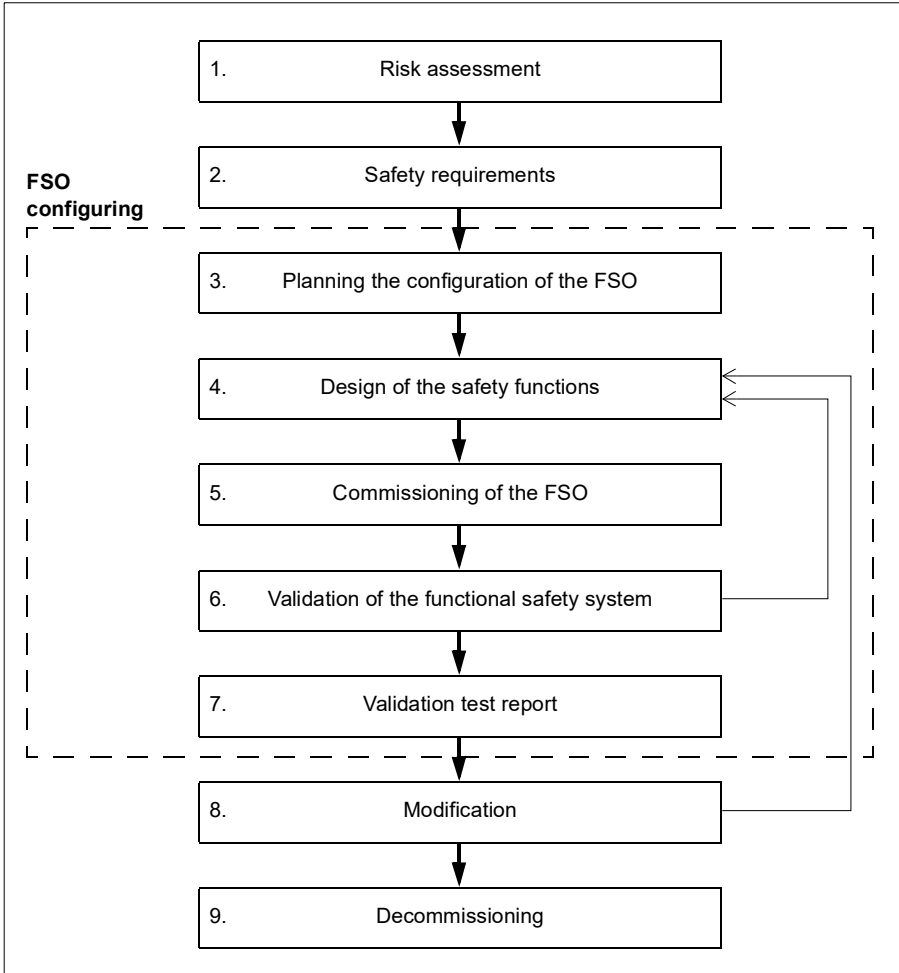 1. Risk assessment
2. Safety requirements
FSO
configuring
3. Planning the configuration of the FSO
4. Design of the safety functions
5. Commissioning of the FSO
6. Validation of the functional safety system
7. Validation test report
8. Modification
9. Decommissioning